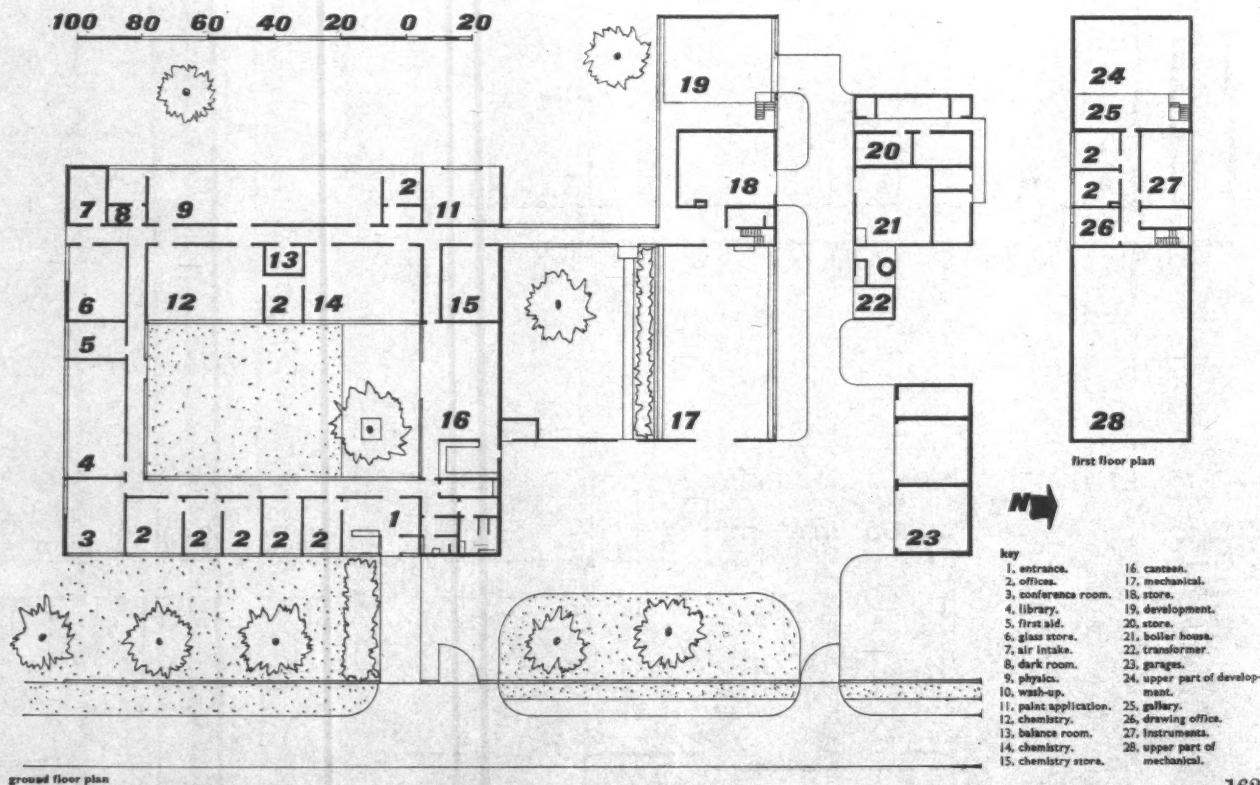 100 80 60 40 20 0 20
19
24
25
2
20
2
27
7
8
9
11
18
2
21
26
13
6
12
2
14
15
22
5
16
17
28
4
first floor plan
N
3
2
2
2
2
2
1
23
key
1, entrance.
2, offices.
3, conference room.
4, library.
5, first aid.
6, glass store.
7, air intake.
8, dark room.
9, physics.
10, wash-up.
11, paint application.
12, chemistry.
13, balance room.
14, chemistry.
15, chemistry store.
16, canteen.
17, mechanical.
18, store.
19, development.
20, store.
21, boiler house.
22, transformer.
23, garages.
24, upper part of develop-
ment.
25, gallery.
26, drawing office.
27, instruments.
28, upper part of
mechanical.
ground floor plan